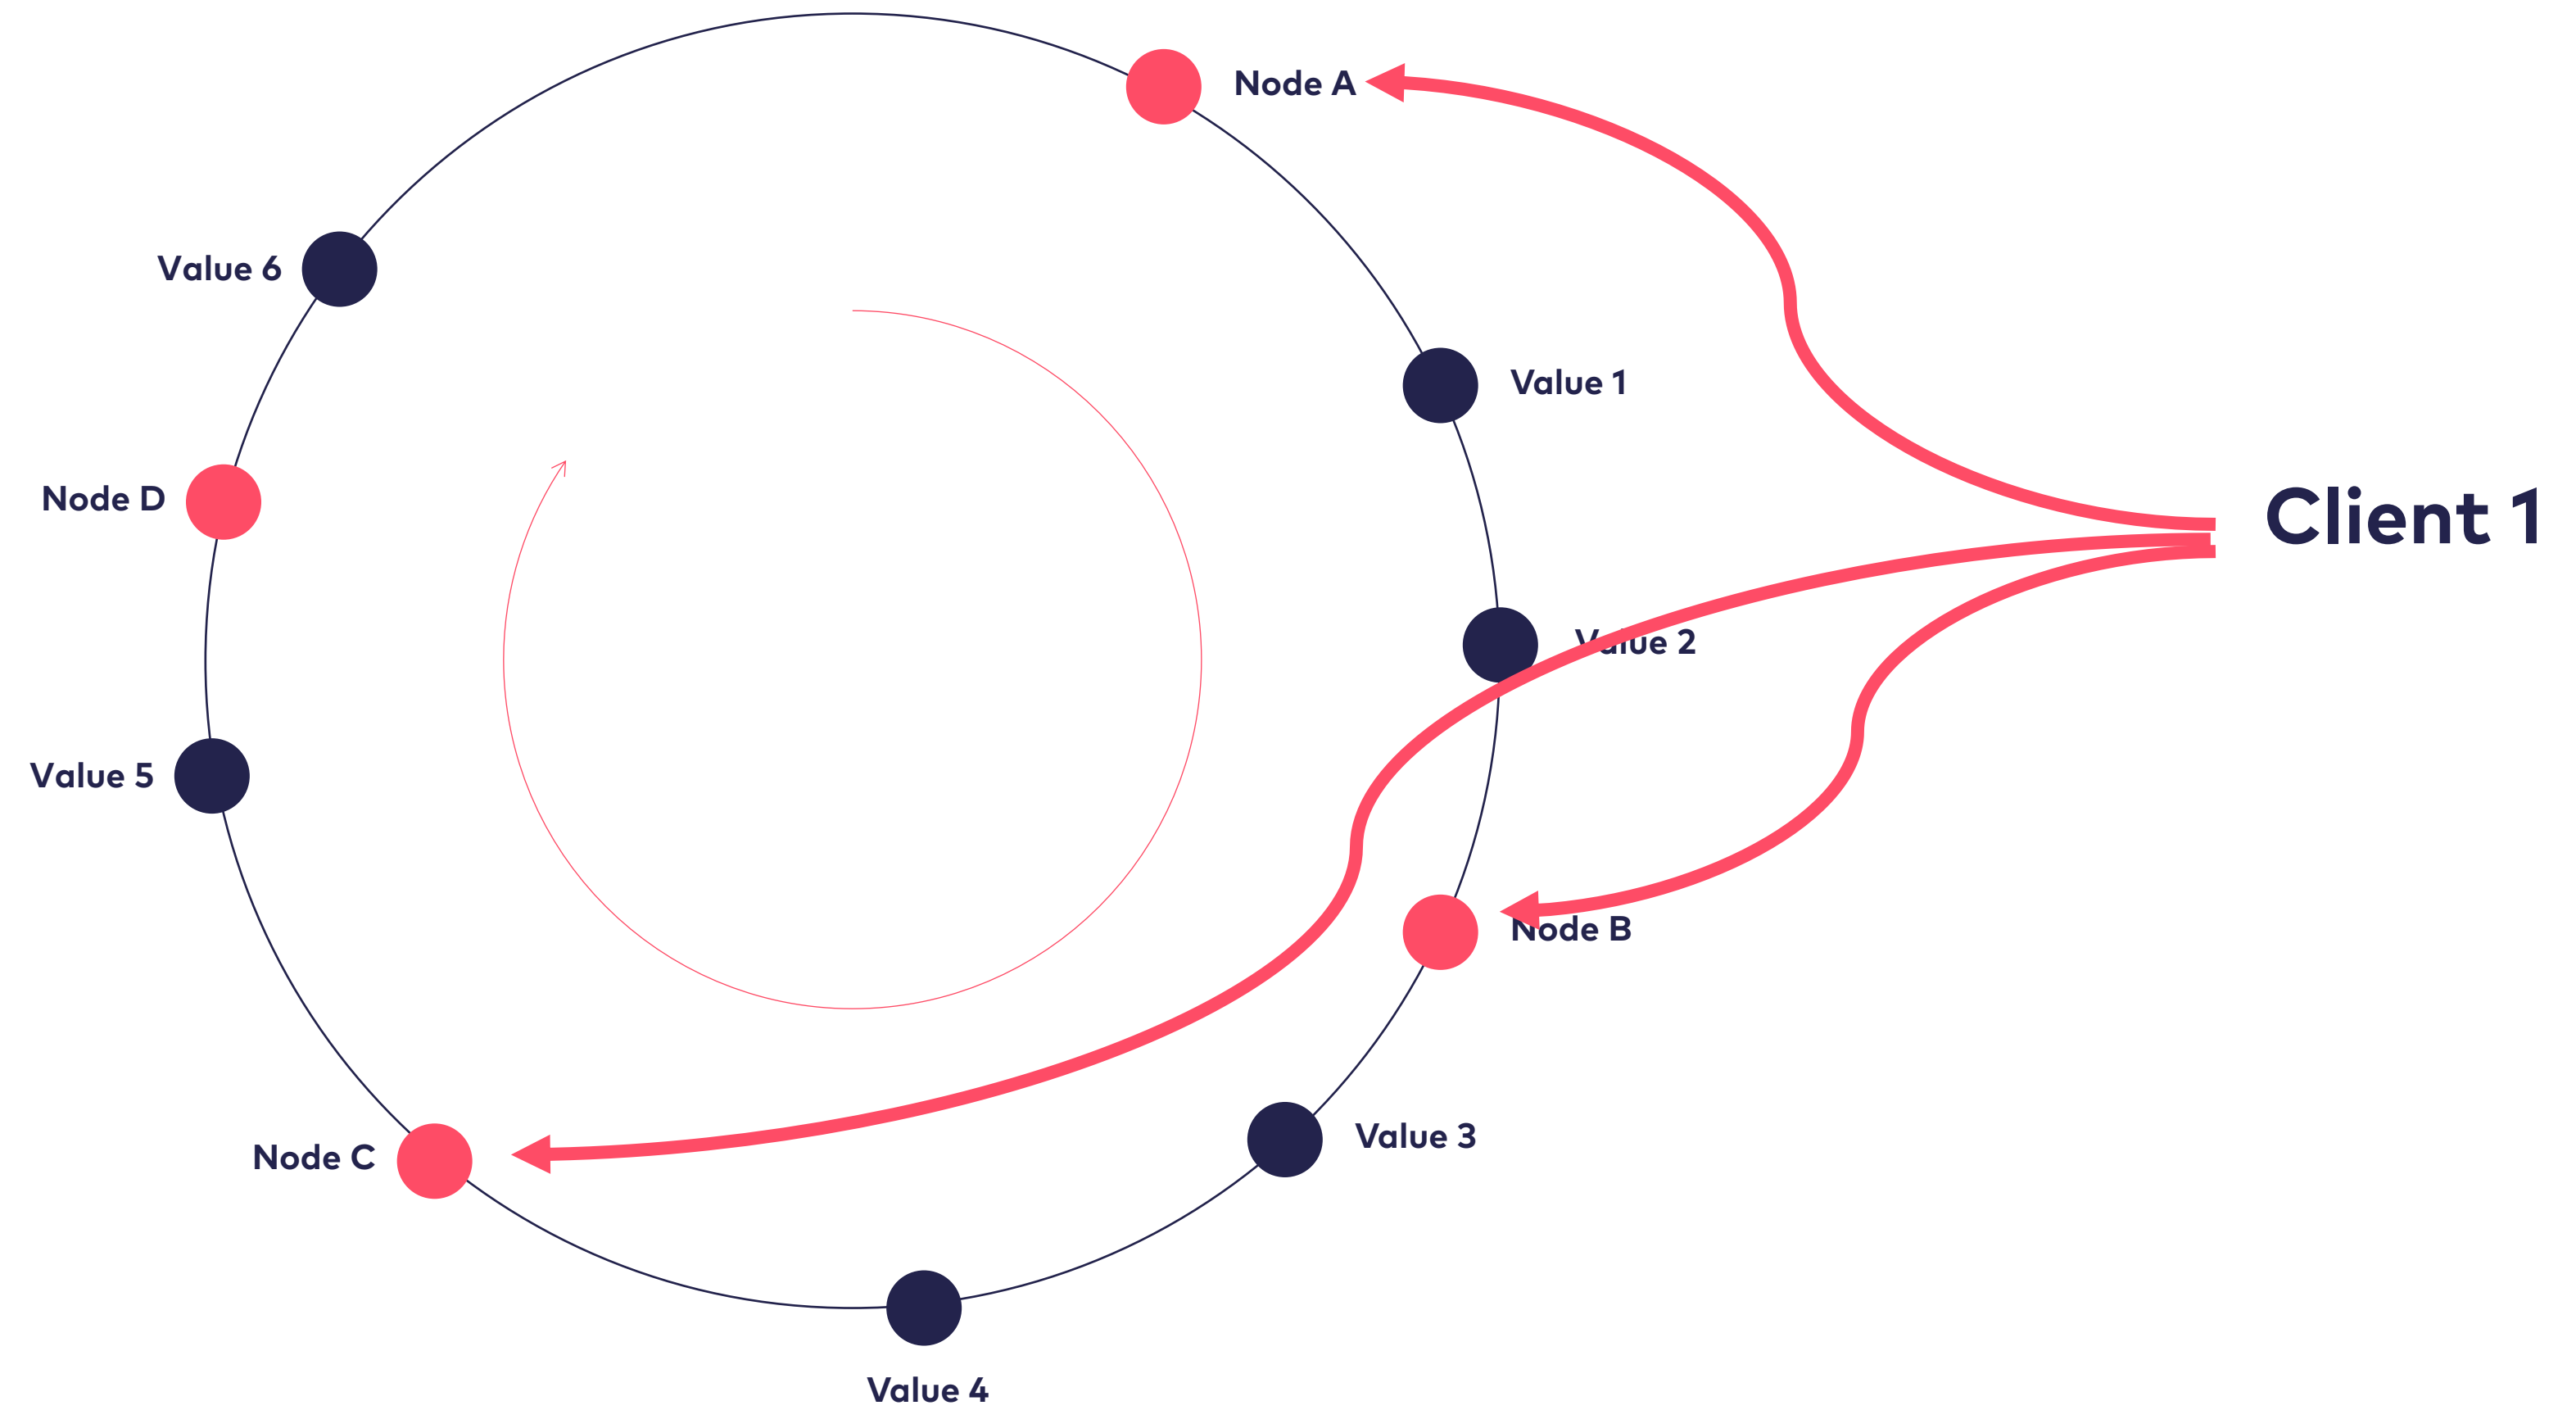 Node A
Value 6
Value 1
Node D
Client 1
Value 2
Value 5
Node B
Value 3
Node C
Value 4